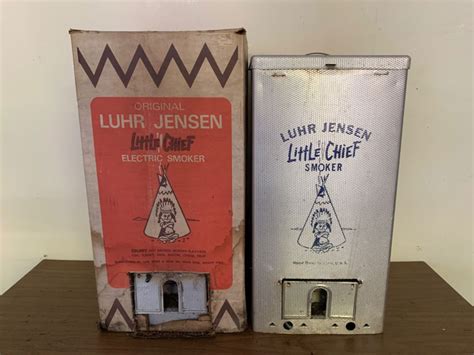 ORIGINAL
LUHR JENSEN
LittLE CHiEF
ELECTRIC SMOKER
LUHR JENSEN
LittLE CHiEF
SMOKER